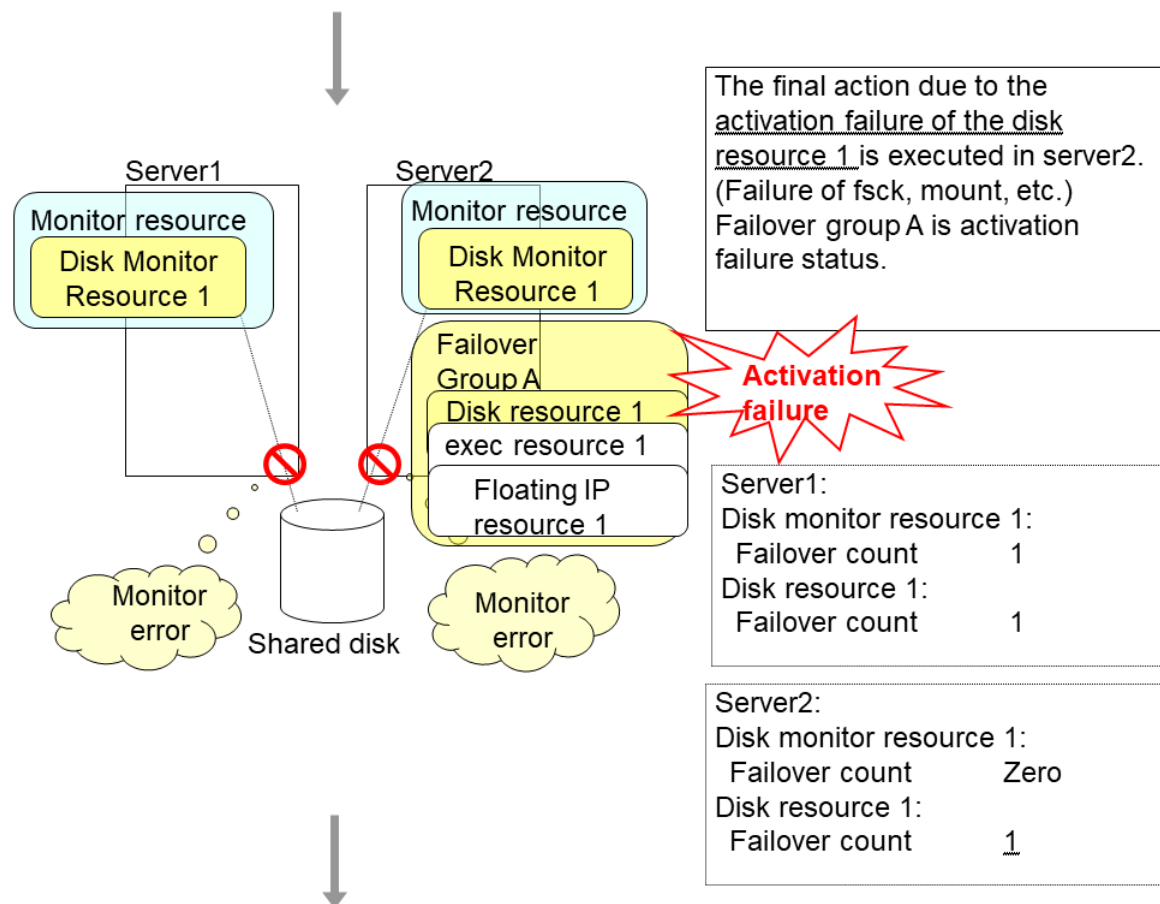 Server1
Monitor resource
Disk Monitor
Resource 1
Server2
Monitor resource
Disk Monitor
Resource 1
Failover
Group A
Disk resource 1
exec resource 1
Floating IP
resource 1
Activation
failure
Monitor
error
Shared disk
Monitor
error
The final action due to the
activation failure of the disk
resource 1 is executed in server2.
(Failure of fsck, mount, etc.)
Failover group A is activation
failure status.
Server1:
Disk monitor resource 1:
Failover count 1
Disk resource 1:
Failover count 1
Server2:
Disk monitor resource 1:
Failover count Zero
Disk resource 1:
Failover count 1